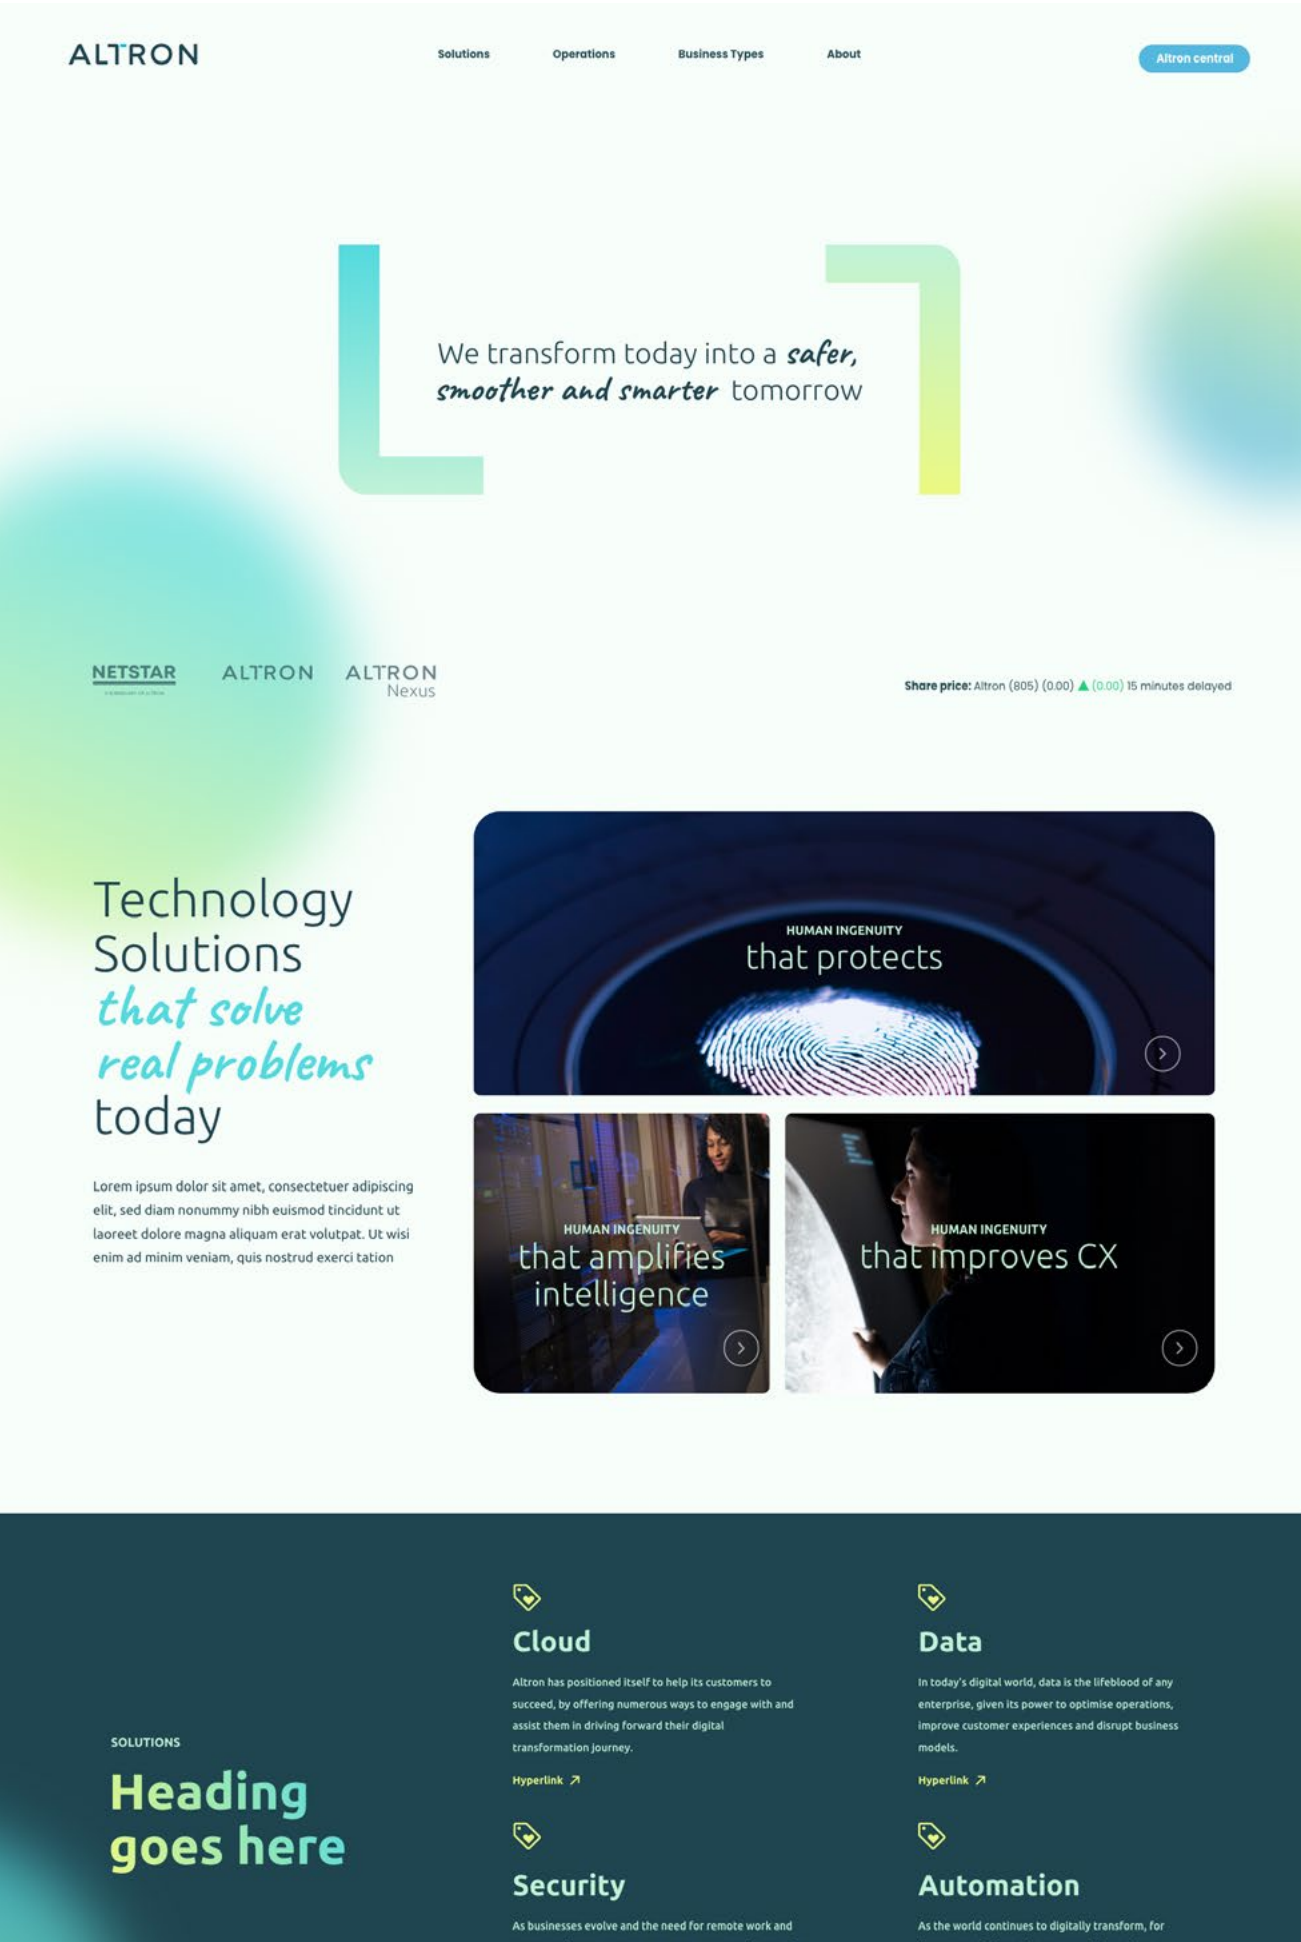 ALTRON
Solutions
Operations
Business Types
About
Altron central
We transform today into a safer,
smoother and smarter tomorrow
NETSTAR
ALTRON
ALTRON
Nexus
Share price: Altron (805) (0.00) ▲ (0.00) 15 minutes delayed
Technology
Solutions
that solve
real problems
today
Lorem ipsum dolor sit amet, consectetuer adipiscing
elit, sed diam nonummy nibh euismod tincidunt ut
laoreet dolore magna aliquam erat volutpat. Ut wisi
enim ad minim veniam, quis nostrud exerci tation
HUMAN INGENUITY
that protects
HUMAN INGENUITY
that amplifies
intelligence
HUMAN INGENUITY
that improves CX
SOLUTIONS
Heading
goes here
Cloud
Altron has positioned itself to help its customers to
succeed, by offering numerous ways to engage with and
assist them in driving forward their digital
transformation journey.
Hyperlink
Data
In today's digital world, data is the lifeblood of any
enterprise, given its power to optimise operations,
improve customer experiences and disrupt business
models.
Hyperlink
Security
As businesses evolve and the need for remote work and
Automation
As the world continues to digitally transform, for